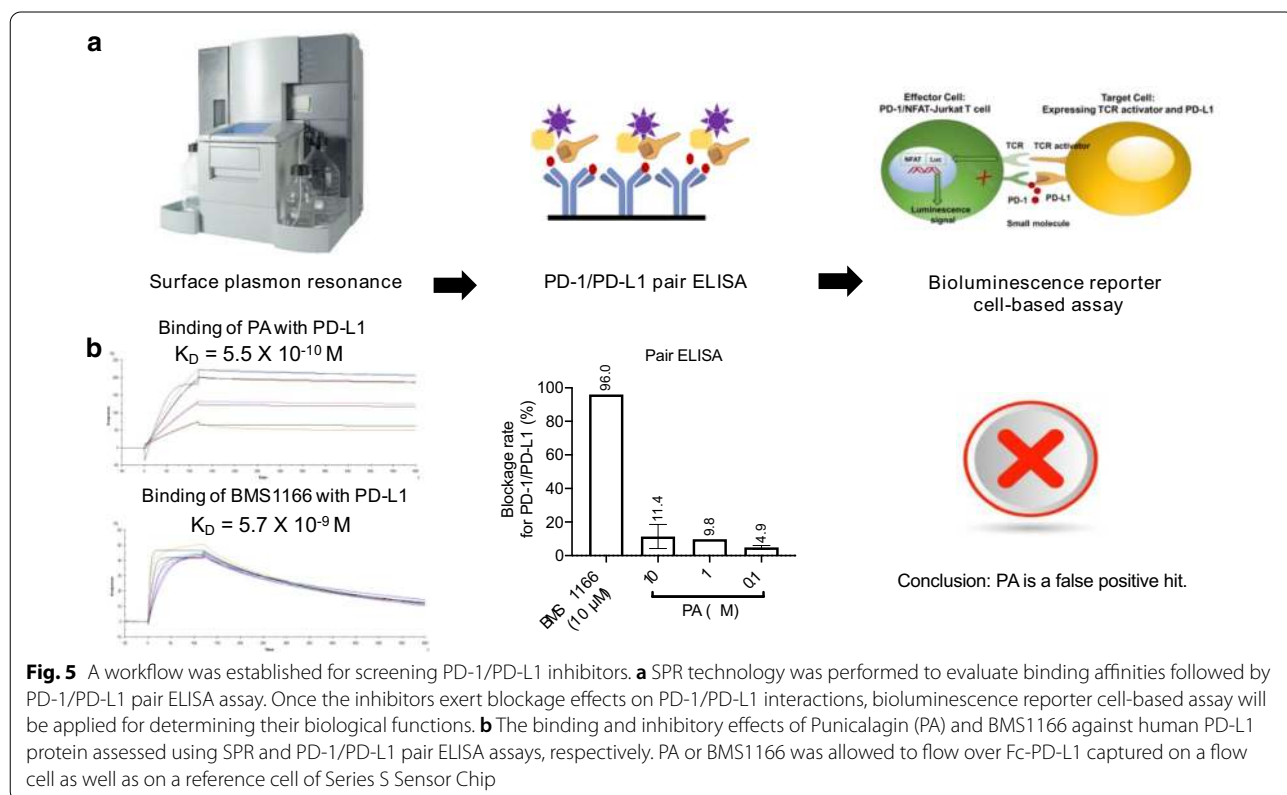 a
Effector Cell:
PD-1/NFAT-Jurkat T cell
Target Cell:
Expressing TCR activator and PD-L1
TCR
TCR activator
NFAT
Luc
Luminescence
signal
PD-1
PD-L1
Small molecule
Surface plasmon resonance
PD-1/PD-L1 pair ELISA
Bioluminescence reporter
cell-based assay
b
Binding of PA with PD-L1
KD = 5.5 X 10-10 M
Binding of BMS1166 with PD-L1
KD = 5.7 X 10-9 M
Pair ELISA
Blockage rate
for PD-1/PD-L1 (%)
100
80
60
40
20
0
96.0
11.4
9.8
4.9
BMS 1166
(10 µM)
10
1
0.1
PA ( M)
Conclusion: PA is a false positive hit.
Fig. 5 A workflow was established for screening PD-1/PD-L1 inhibitors. a SPR technology was performed to evaluate binding affinities followed by
PD-1/PD-L1 pair ELISA assay. Once the inhibitors exert blockage effects on PD-1/PD-L1 interactions, bioluminescence reporter cell-based assay will
be applied for determining their biological functions. b The binding and inhibitory effects of Punicalagin (PA) and BMS1166 against human PD-L1
protein assessed using SPR and PD-1/PD-L1 pair ELISA assays, respectively. PA or BMS1166 was allowed to flow over Fc-PD-L1 captured on a flow
cell as well as on a reference cell of Series S Sensor Chip